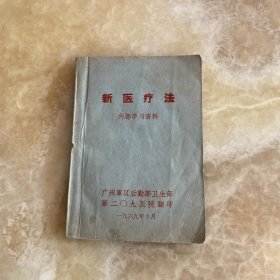 新医疗法
内部学习资料
广州军区后勤部卫生部
第二〇九医院翻印
一九六九年十月